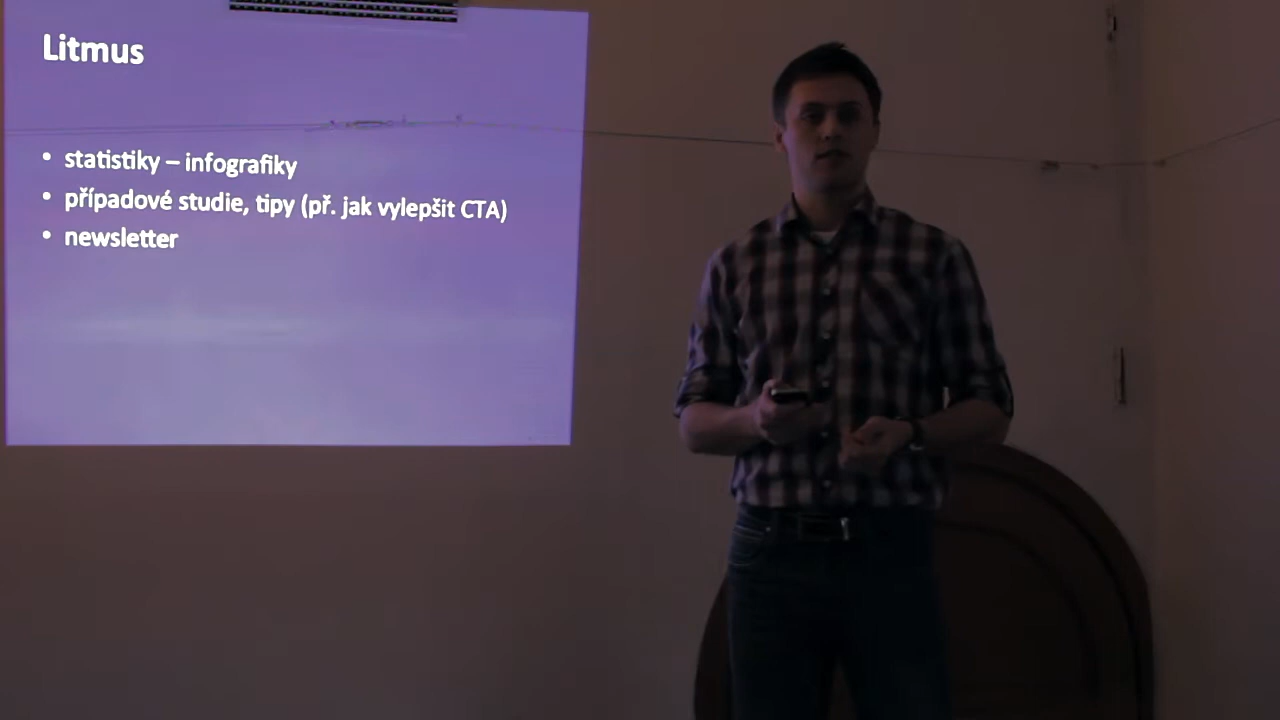 Litmus
• statistiky – infografiky
• případové studie, tipy (př. jak vylepšit CTA)
• newsletter